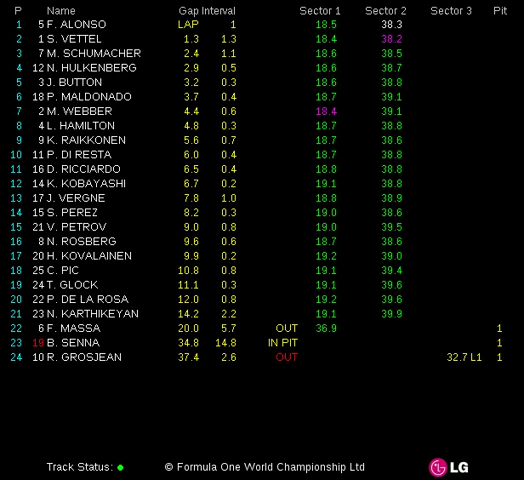 P Name Gap Interval Sector 1 Sector 2 Sector 3 Pit
1 5 F. ALONSO LAP 1 18.5 38.3
2 1 S. VETTEL 1.3 1.3 18.4 38.2
3 7 M. SCHUMACHER 2.4 1.1 18.6 38.5
4 12 N. HULKENBERG 2.9 0.5 18.6 38.7
5 3 J. BUTTON 3.2 0.3 18.6 38.8
6 18 P. MALDONADO 3.7 0.4 18.7 39.1
7 2 M. WEBBER 4.4 0.6 18.4 39.1
8 4 L. HAMILTON 4.8 0.3 18.7 38.8
9 9 K. RAIKKONEN 5.6 0.7 18.7 38.6
10 11 P. DI RESTA 6.0 0.4 18.7 38.8
11 16 D. RICCIARDO 6.5 0.4 18.8 38.8
12 14 K. KOBAYASHI 6.7 0.2 19.1 38.8
13 17 J. VERGNE 7.8 1.0 18.8 38.9
14 15 S. PEREZ 8.2 0.3 19.0 38.6
15 21 V. PETROV 9.0 0.8 19.0 39.5
16 8 N. ROSBERG 9.6 0.6 18.7 38.6
17 20 H. KOVALAINEN 9.9 0.2 19.2 39.0
18 25 C. PIC 10.8 0.8 19.1 39.4
19 24 T. GLOCK 11.1 0.3 19.1 39.6
20 22 P. DE LA ROSA 12.0 0.8 19.2 39.6
21 23 N. KARTHIKEYAN 14.2 2.2 19.1 39.9
22 6 F. MASSA 20.0 5.7 OUT 36.9 1
23 19 B. SENNA 34.8 14.8 IN PIT 1
24 10 R. GROSJEAN 37.4 2.6 OUT 32.7 L1 1
Track Status: © Formula One World Championship Ltd LG